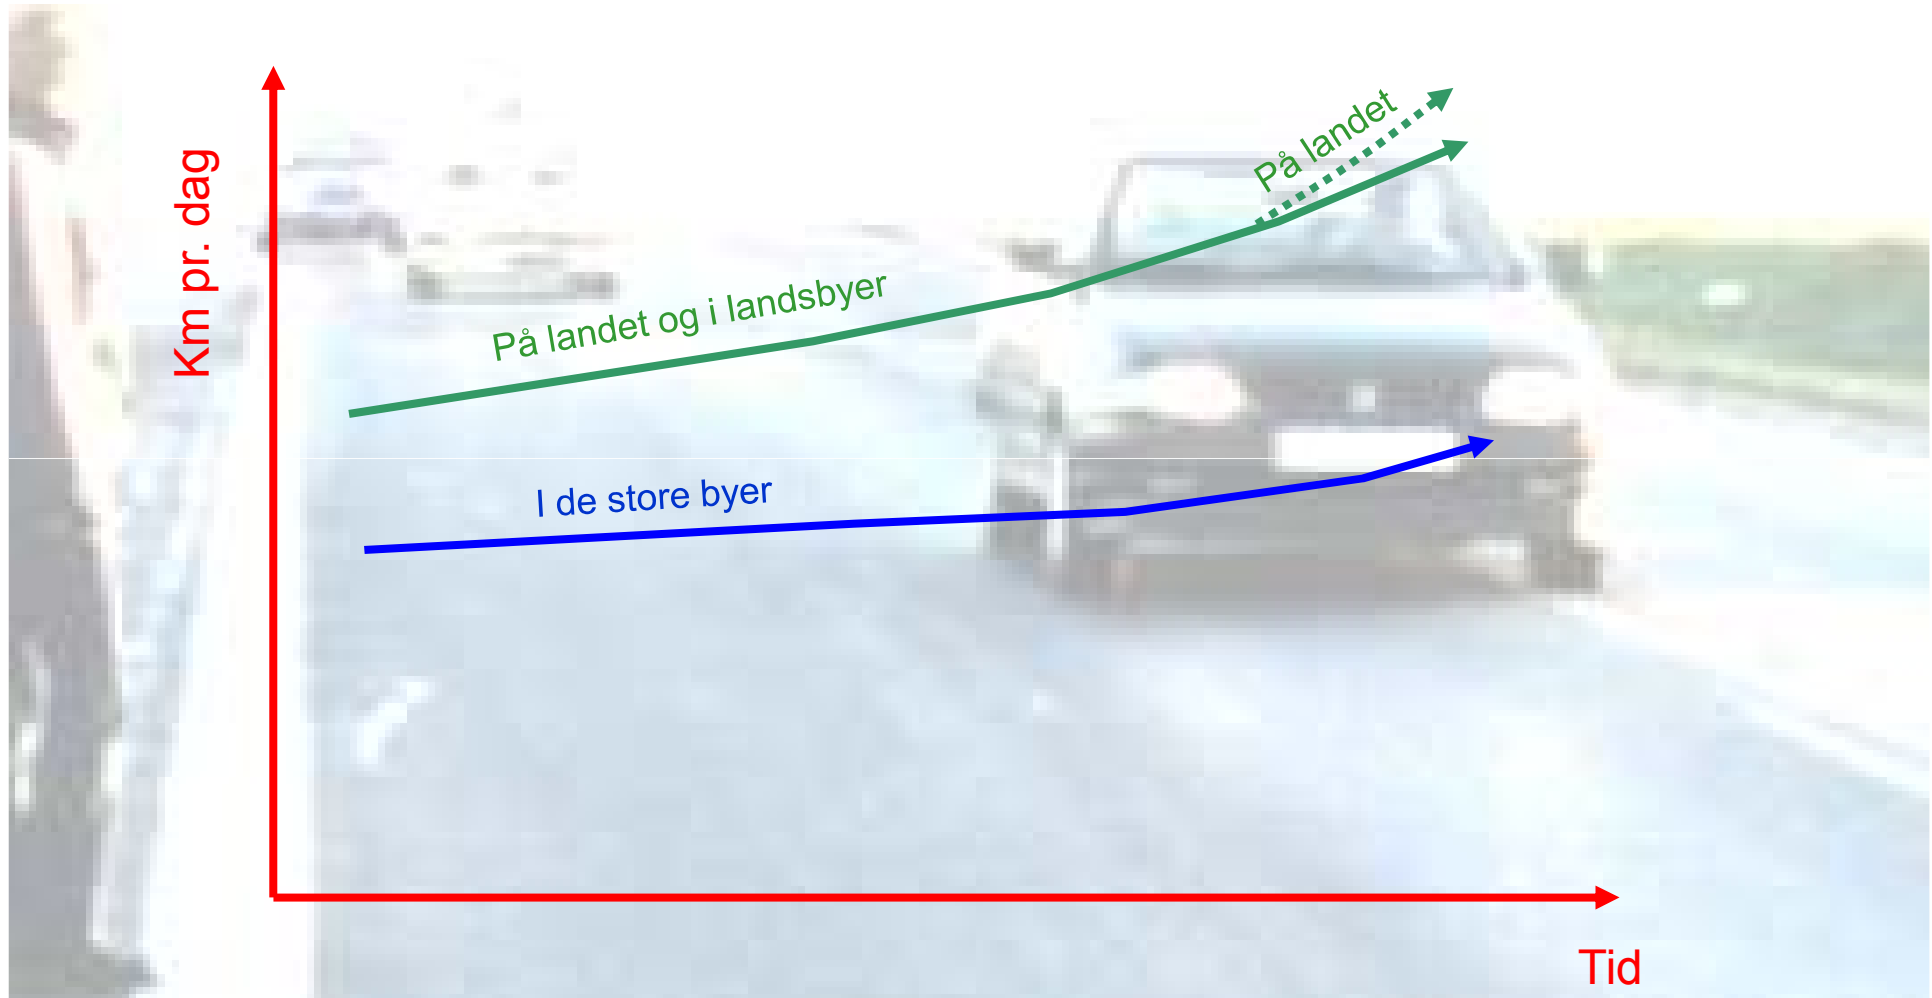 Km pr. dag
På landet
På landet og i landsbyer
I de store byer
Tid